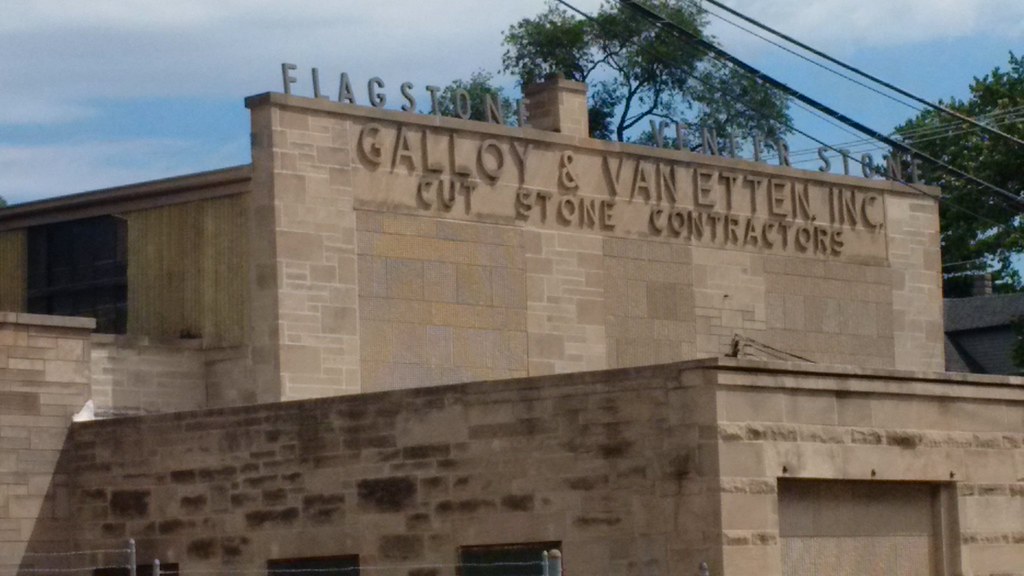 FLAGSTONE VENEER STONE
GALLOY & VAN ETTEN, INC.
CUT STONE CONTRACTORS